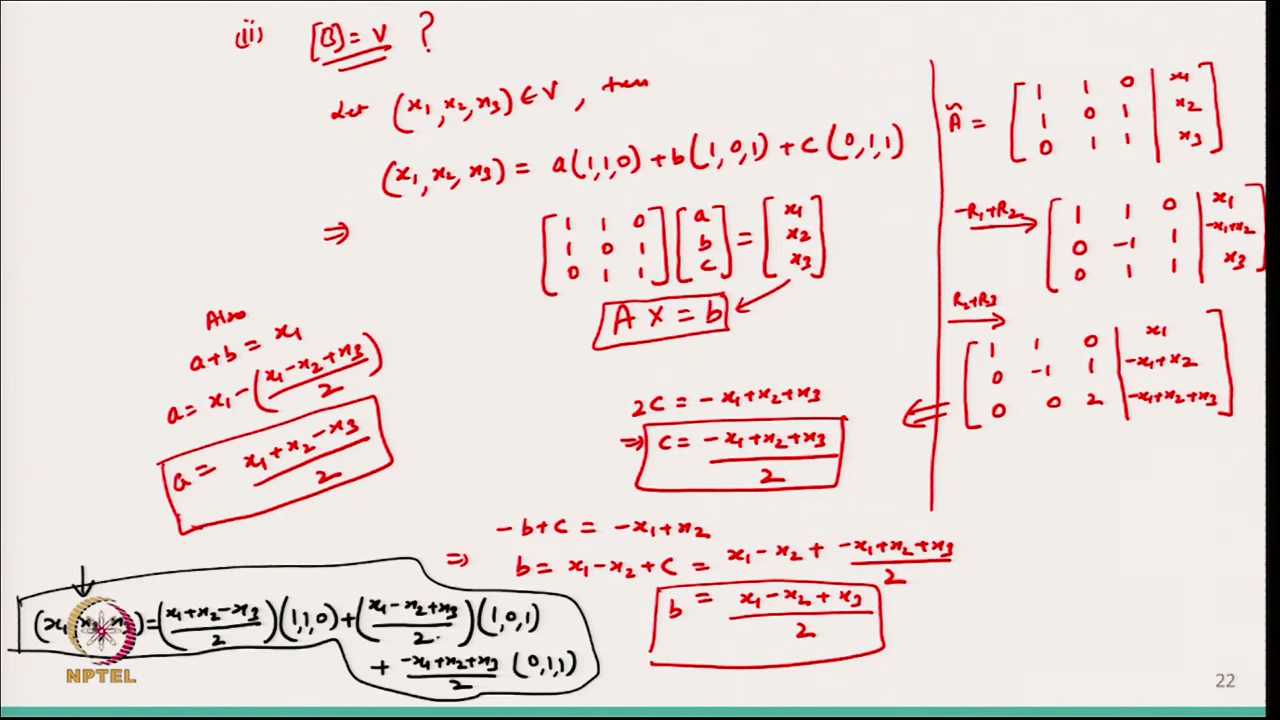 (ii) [B] = V ?
Let (x₁, x₂, x₃) ∈ V, then
(x₁, x₂, x₃) = a(1,1,0) + b(1,0,1) + c(0,1,1)
⇒ [1 1 0; 1 0 1; 0 1 1] [a; b; c] = [x₁; x₂; x₃]
A X = b
2c = -x₁+x₂+x₃
⇒ c = (-x₁+x₂+x₃)/2
-b+c = -x₁+x₂
⇒ b = x₁-x₂+c = x₁-x₂ + (-x₁+x₂+x₃)/2
b = (x₁-x₂+x₃)/2
Also
a+b = x₁
a = x₁ - ((x₁-x₂+x₃)/2)
a = (x₁+x₂-x₃)/2
(x₁, x₂, x₃) = ((x₁+x₂-x₃)/2)(1,1,0) + ((x₁-x₂+x₃)/2)(1,0,1)
+ (-x₁+x₂+x₃)/2 (0,1,1)
Ã = [1 1 0 | x₁; 1 0 1 | x₂; 0 1 1 | x₃]
-R₁+R₂ → [1 1 0 | x₁; 0 -1 1 | -x₁+x₂; 0 1 1 | x₃]
R₂+R₃ →
[1 1 0 | x₁; 0 -1 1 | -x₁+x₂; 0 0 2 | -x₁+x₂+x₃]
NPTEL
22